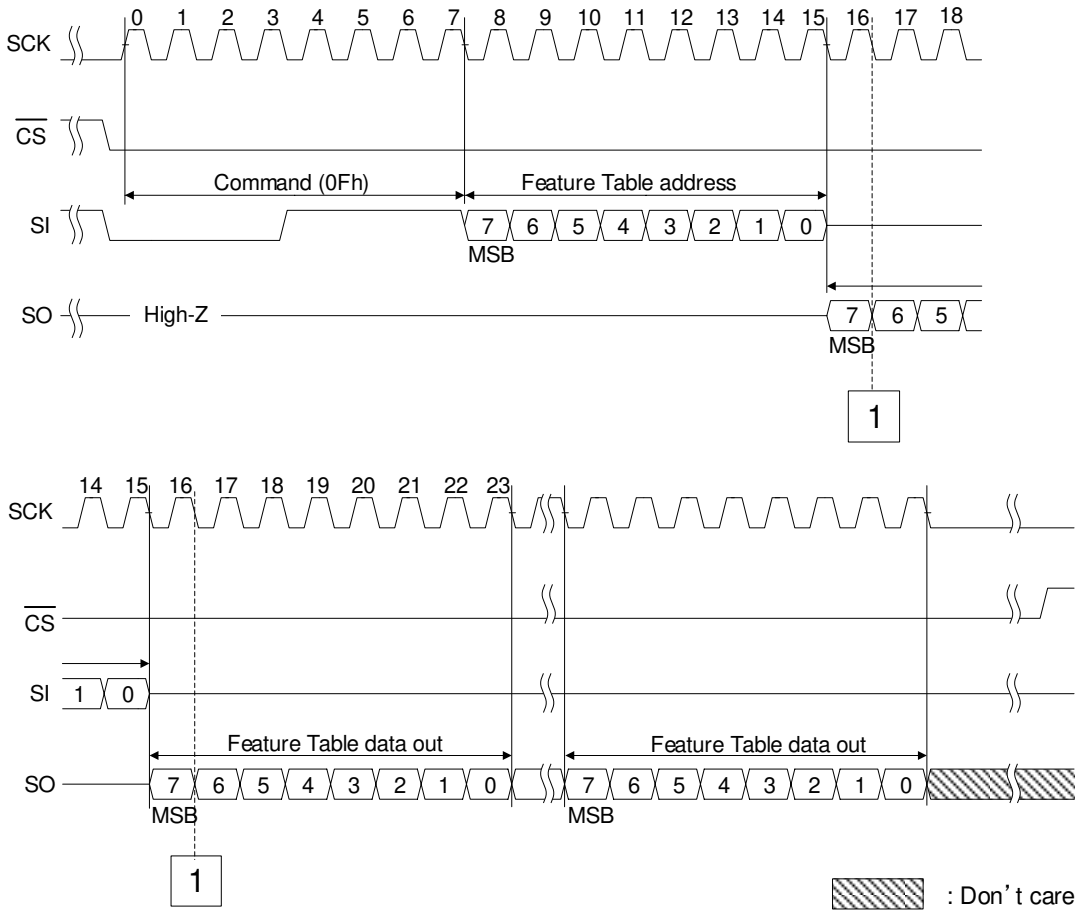 0 1 2 3 4 5 6 7 8 9 10 11 12 13 14 15 16 17 18
SCK
CS
Command (0Fh) Feature Table address
SI 7 6 5 4 3 2 1 0
MSB
SO High-Z 7 6 5
MSB
1
14 15 16 17 18 19 20 21 22 23
SCK
CS
SI 1 0
Feature Table data out Feature Table data out
SO 7 6 5 4 3 2 1 0 7 6 5 4 3 2 1 0
MSB MSB
1
: Don't care